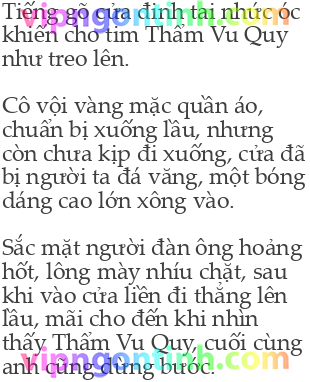 Tiếng gõ cửa đinh tai nhức óc
khiến cho tim Thẩm Vu Quy
như treo lên.
Cô vội vàng mặc quần áo,
chuẩn bị xuống lầu, nhưng
còn chưa kịp đi xuống, cửa đã
bị người ta đá văng, một bóng
dáng cao lớn xông vào.
Sắc mặt người đàn ông hoảng
hốt, lông mày nhíu chặt, sau
khi vào cửa liền đi thẳng lên
lầu, mãi cho đến khi nhìn
thấy Thẩm Vu Quy, cuối cùng
anh cũng dừng bước.
vipngontinh.com
vipngontinh.